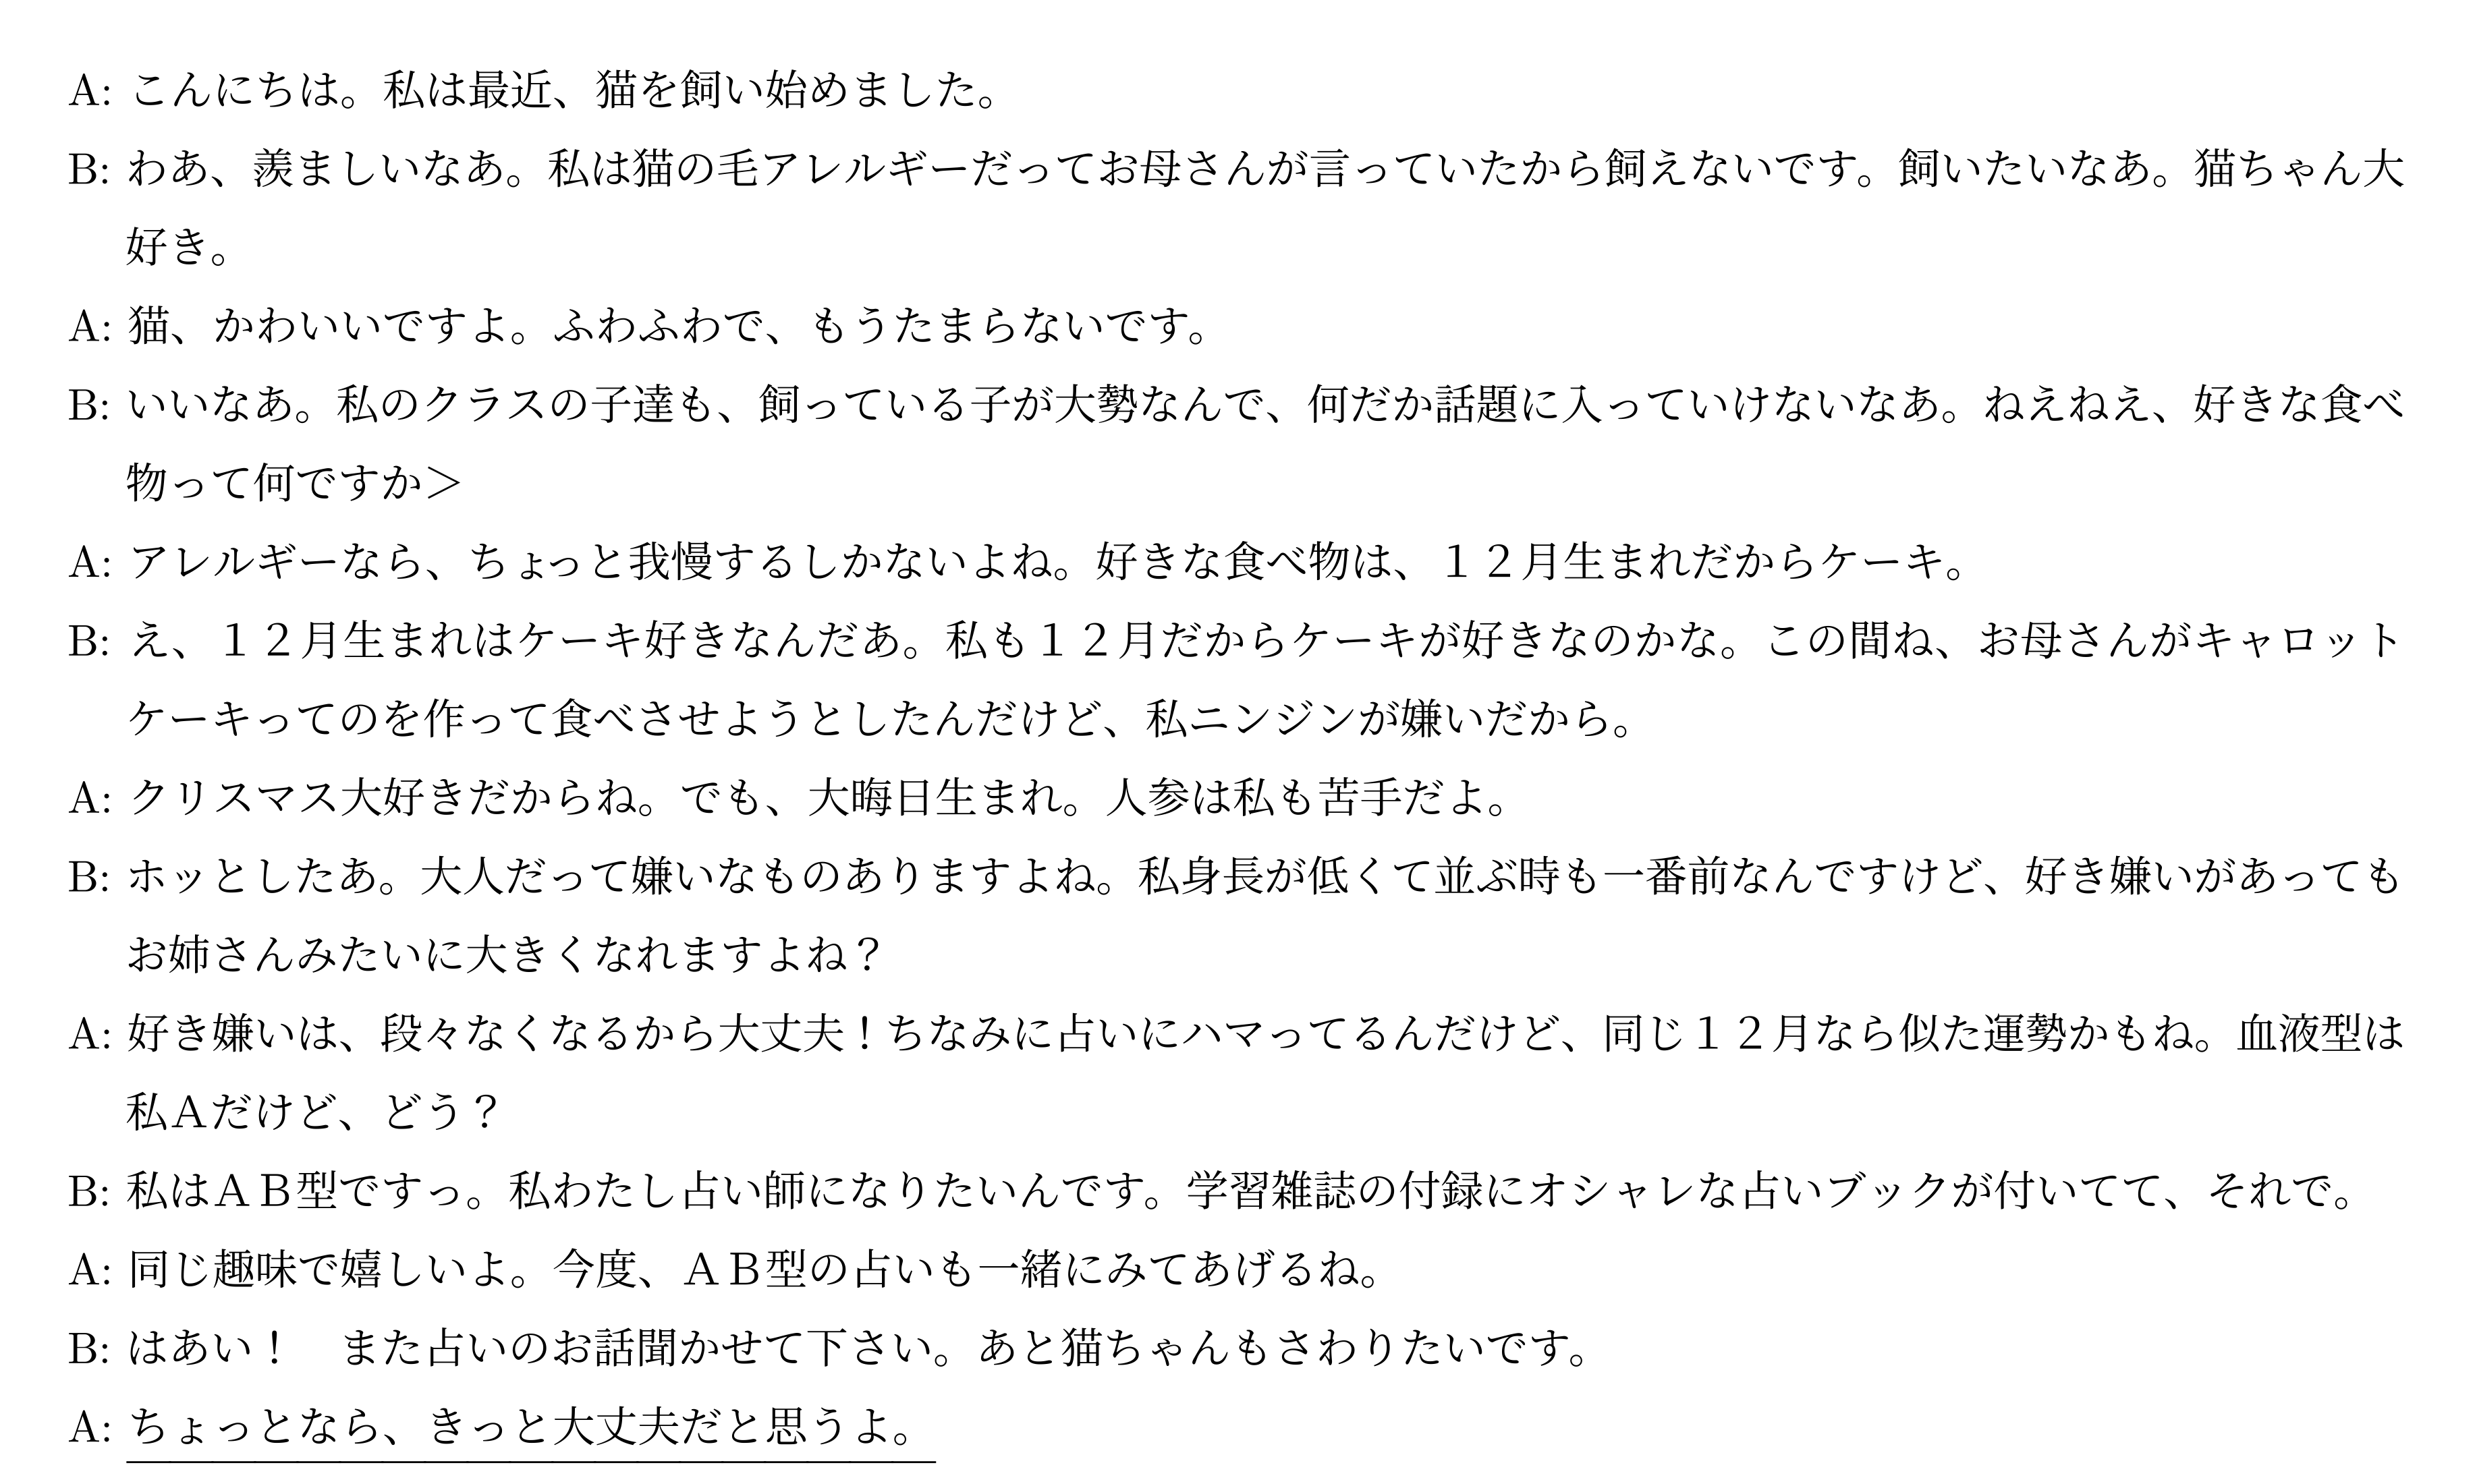 A: こんにちは。私は最近、猫を飼い始めました。
B: わあ、羨ましいなあ。私は猫の毛アレルギーだってお母さんが言っていたから飼えないです。飼いたいなあ。猫ちゃん大
好き。
A: 猫、かわいいですよ。ふわふわで、もうたまらないです。
B: いいなあ。私のクラスの子達も、飼っている子が大勢なんで、何だか話題に入っていけないなあ。ねえねえ、好きな食べ
物って何ですか＞
A: アレルギーなら、ちょっと我慢するしかないよね。好きな食べ物は、１２月生まれだからケーキ。
B: え、１２月生まれはケーキ好きなんだあ。私も１２月だからケーキが好きなのかな。この間ね、お母さんがキャロット
ケーキってのを作って食べさせようとしたんだけど、私ニンジンが嫌いだから。
A: クリスマス大好きだからね。でも、大晦日生まれ。人参は私も苦手だよ。
B: ホッとしたあ。大人だって嫌いなものありますよね。私身長が低くて並ぶ時も一番前なんですけど、好き嫌いがあっても
お姉さんみたいに大きくなれますよね？
A: 好き嫌いは、段々なくなるから大丈夫！ちなみに占いにハマってるんだけど、同じ１２月なら似た運勢かもね。血液型は
私Ａだけど、どう？
B: 私はＡＢ型ですっ。私わたし占い師になりたいんです。学習雑誌の付録にオシャレな占いブックが付いてて、それで。
A: 同じ趣味で嬉しいよ。今度、ＡＢ型の占いも一緒にみてあげるね。
B: はあい！　また占いのお話聞かせて下さい。あと猫ちゃんもさわりたいです。
A: ちょっとなら、きっと大丈夫だと思うよ。